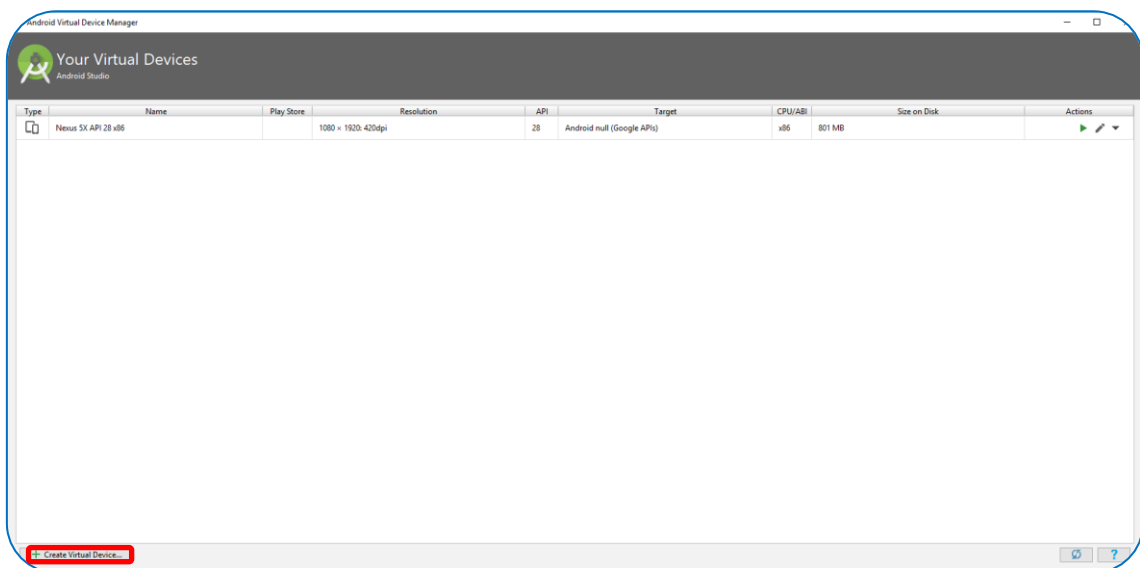 Android Virtual Device Manager
Your Virtual Devices
Android Studio
Type Name Play Store Resolution API Target CPU/ABI Size on Disk Actions
Nexus 5X API 28 x86 1080 × 1920: 420dpi 28 Android null (Google APIs) x86 801 MB
+ Create Virtual Device... ?